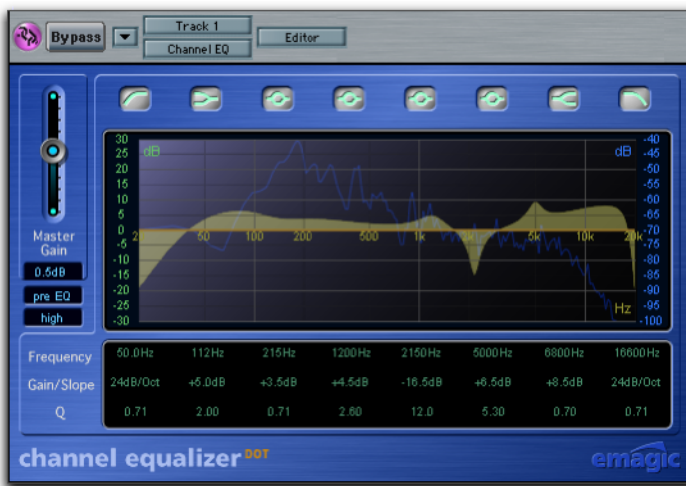 Bypass
Track 1
Channel EQ
Editor
30 dB dB -40
25 -45
20 -50
15 -55
10 -60
5 -65
0 -70
2 50 100 200 500 1k 2k 5k 10k 20k
-5 -75
-10 -80
-15 -85
-20 -90
-25 -95
-30 Hz -100
Master
Gain
0.5dB
pre EQ
high
Frequency 50.0Hz 112Hz 215Hz 1200Hz 2150Hz 5000Hz 6800Hz 16600Hz
Gain/Slope 24dB/Oct +5.0dB +3.5dB +4.5dB -16.5dB +6.5dB +8.5dB 24dB/Oct
Q 0.71 2.00 0.71 2.60 12.0 5.30 0.70 0.71
channel equalizer DOT
emagic